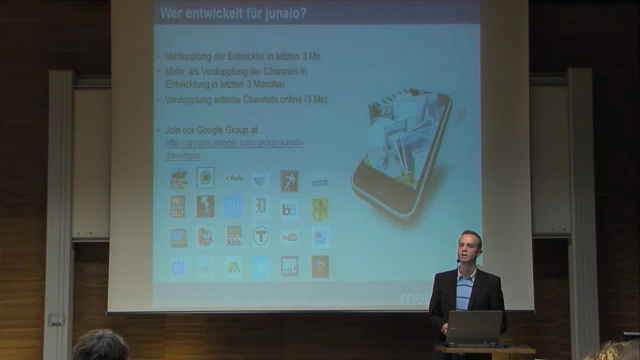 Wer entwickelt für junaio?
Verdopplung der Entwickler in letzten 3 Mo.
Mehr als Verdopplung der Channels in
Entwicklung in letzten 3 Monaten
Verdopplung externe Channels online (3 Mo)
Join our Google Group at
http://groups.google.com/group/junaio-
developer
Kids
T
CM